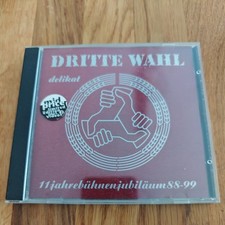 DRITTE WAHL
delikat
11jahrebühnenjubiläum88-99